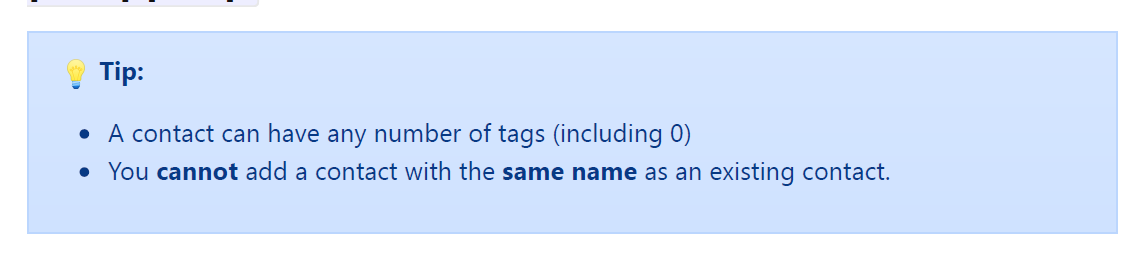 Tip:
A contact can have any number of tags (including 0)
You cannot add a contact with the same name as an existing contact.